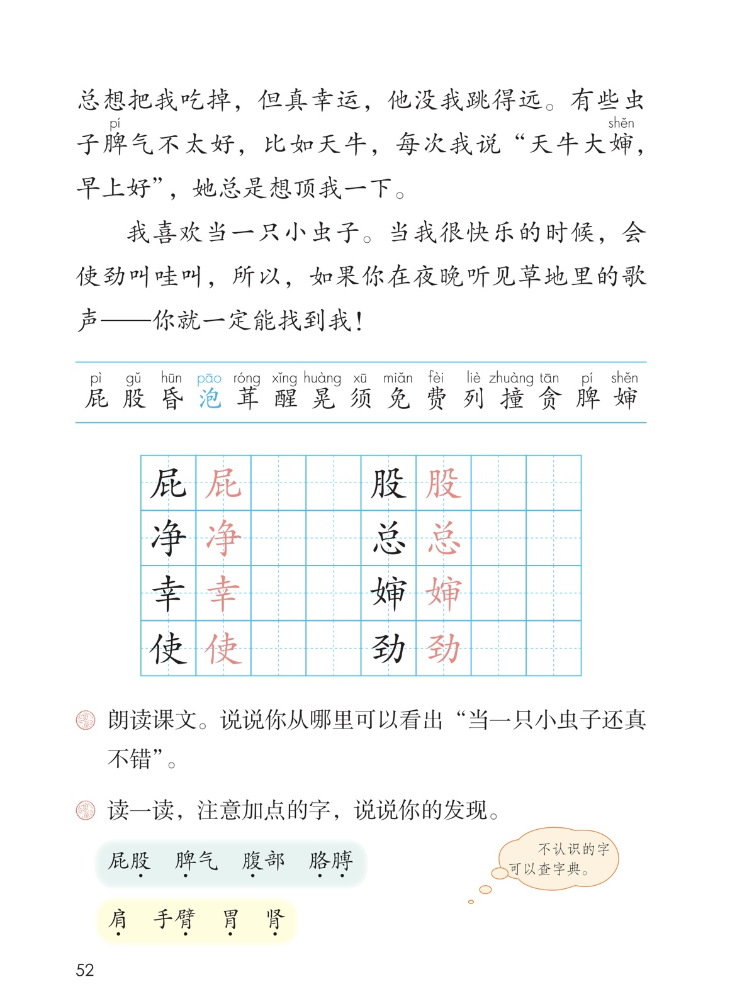 总想把我吃掉，但真幸运，他没我跳得远。有些虫
pí shěn
子脾气不太好，比如天牛，每次我说“天牛大婶，
早上好”，她总是想顶我一下。
我喜欢当一只小虫子。当我很快乐的时候，会
使劲叫哇叫，所以，如果你在夜晚听见草地里的歌
声——你就一定能找到我！
pì gǔ hūn pāo róng xǐng huàng xū miǎn fèi liè zhuàng tān pí shěn
屁 股 昏 泡 茸 醒 晃 须 免 费 列 撞 贪 脾 婶
屁 屁 股 股
净 净 总 总
幸 幸 婶 婶
使 使 劲 劲
朗读课文。说说你从哪里可以看出“当一只小虫子还真
不错”。
读一读，注意加点的字，说说你的发现。
不认识的字
可以查字典。
屁股 脾气 腹部 胳膊
肩 手臂 胃 肾
52